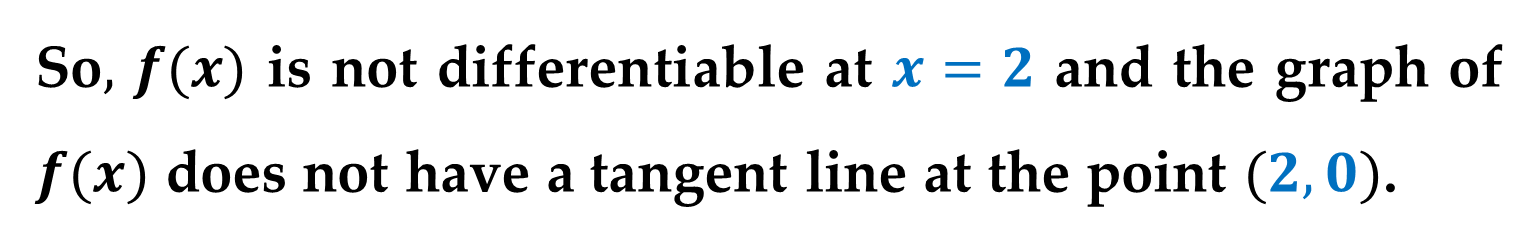 So, f(x) is not differentiable at x = 2 and the graph of
f(x) does not have a tangent line at the point (2, 0).